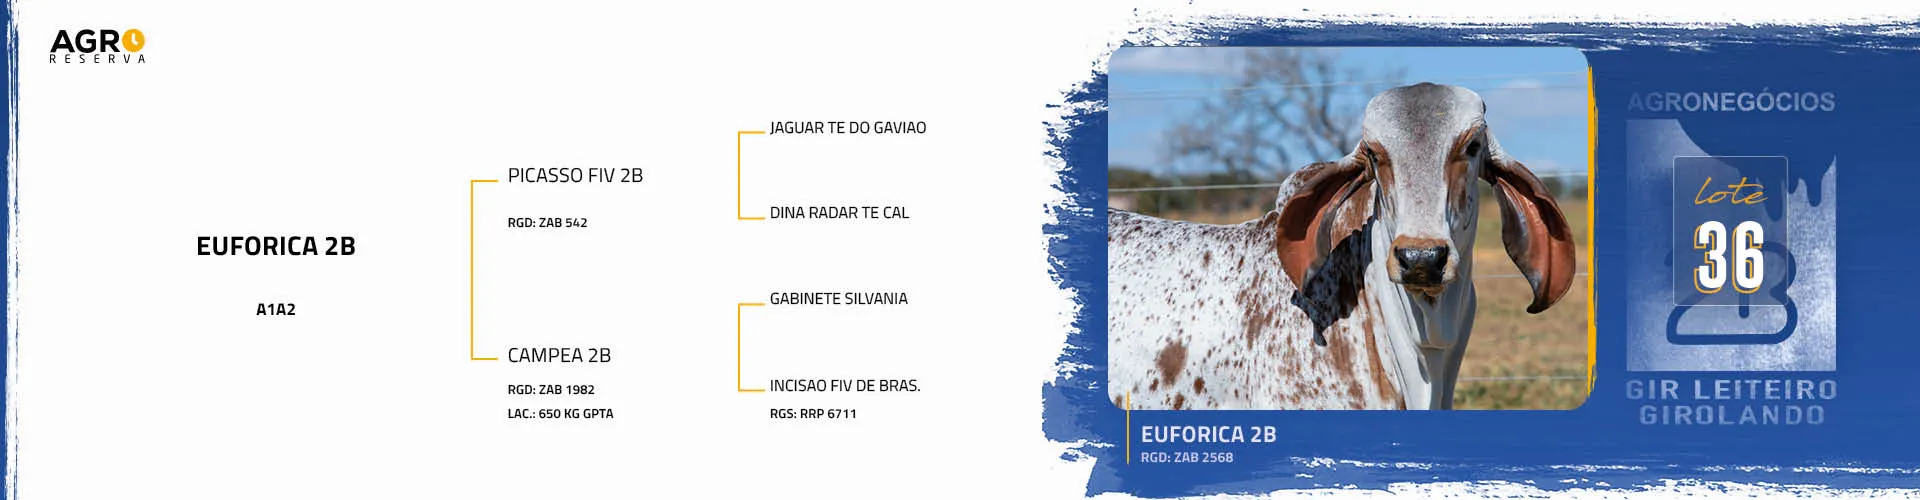 AGRO
RESERVA
EUFORICA 2B
A1A2
PICASSO FIV 2B
RGD: ZAB 542
CAMPEA 2B
RGD: ZAB 1982
LAC.: 650 KG GPTA
JAGUAR TE DO GAVIAO
DINA RADAR TE CAL
GABINETE SILVANIA
INCISAO FIV DE BRAS.
RGS: RRP 6711
EUFORICA 2B
RGD: ZAB 2568
AGRONEGÓCIOS
lote
36
2B
GIR LEITEIRO
GIROLANDO